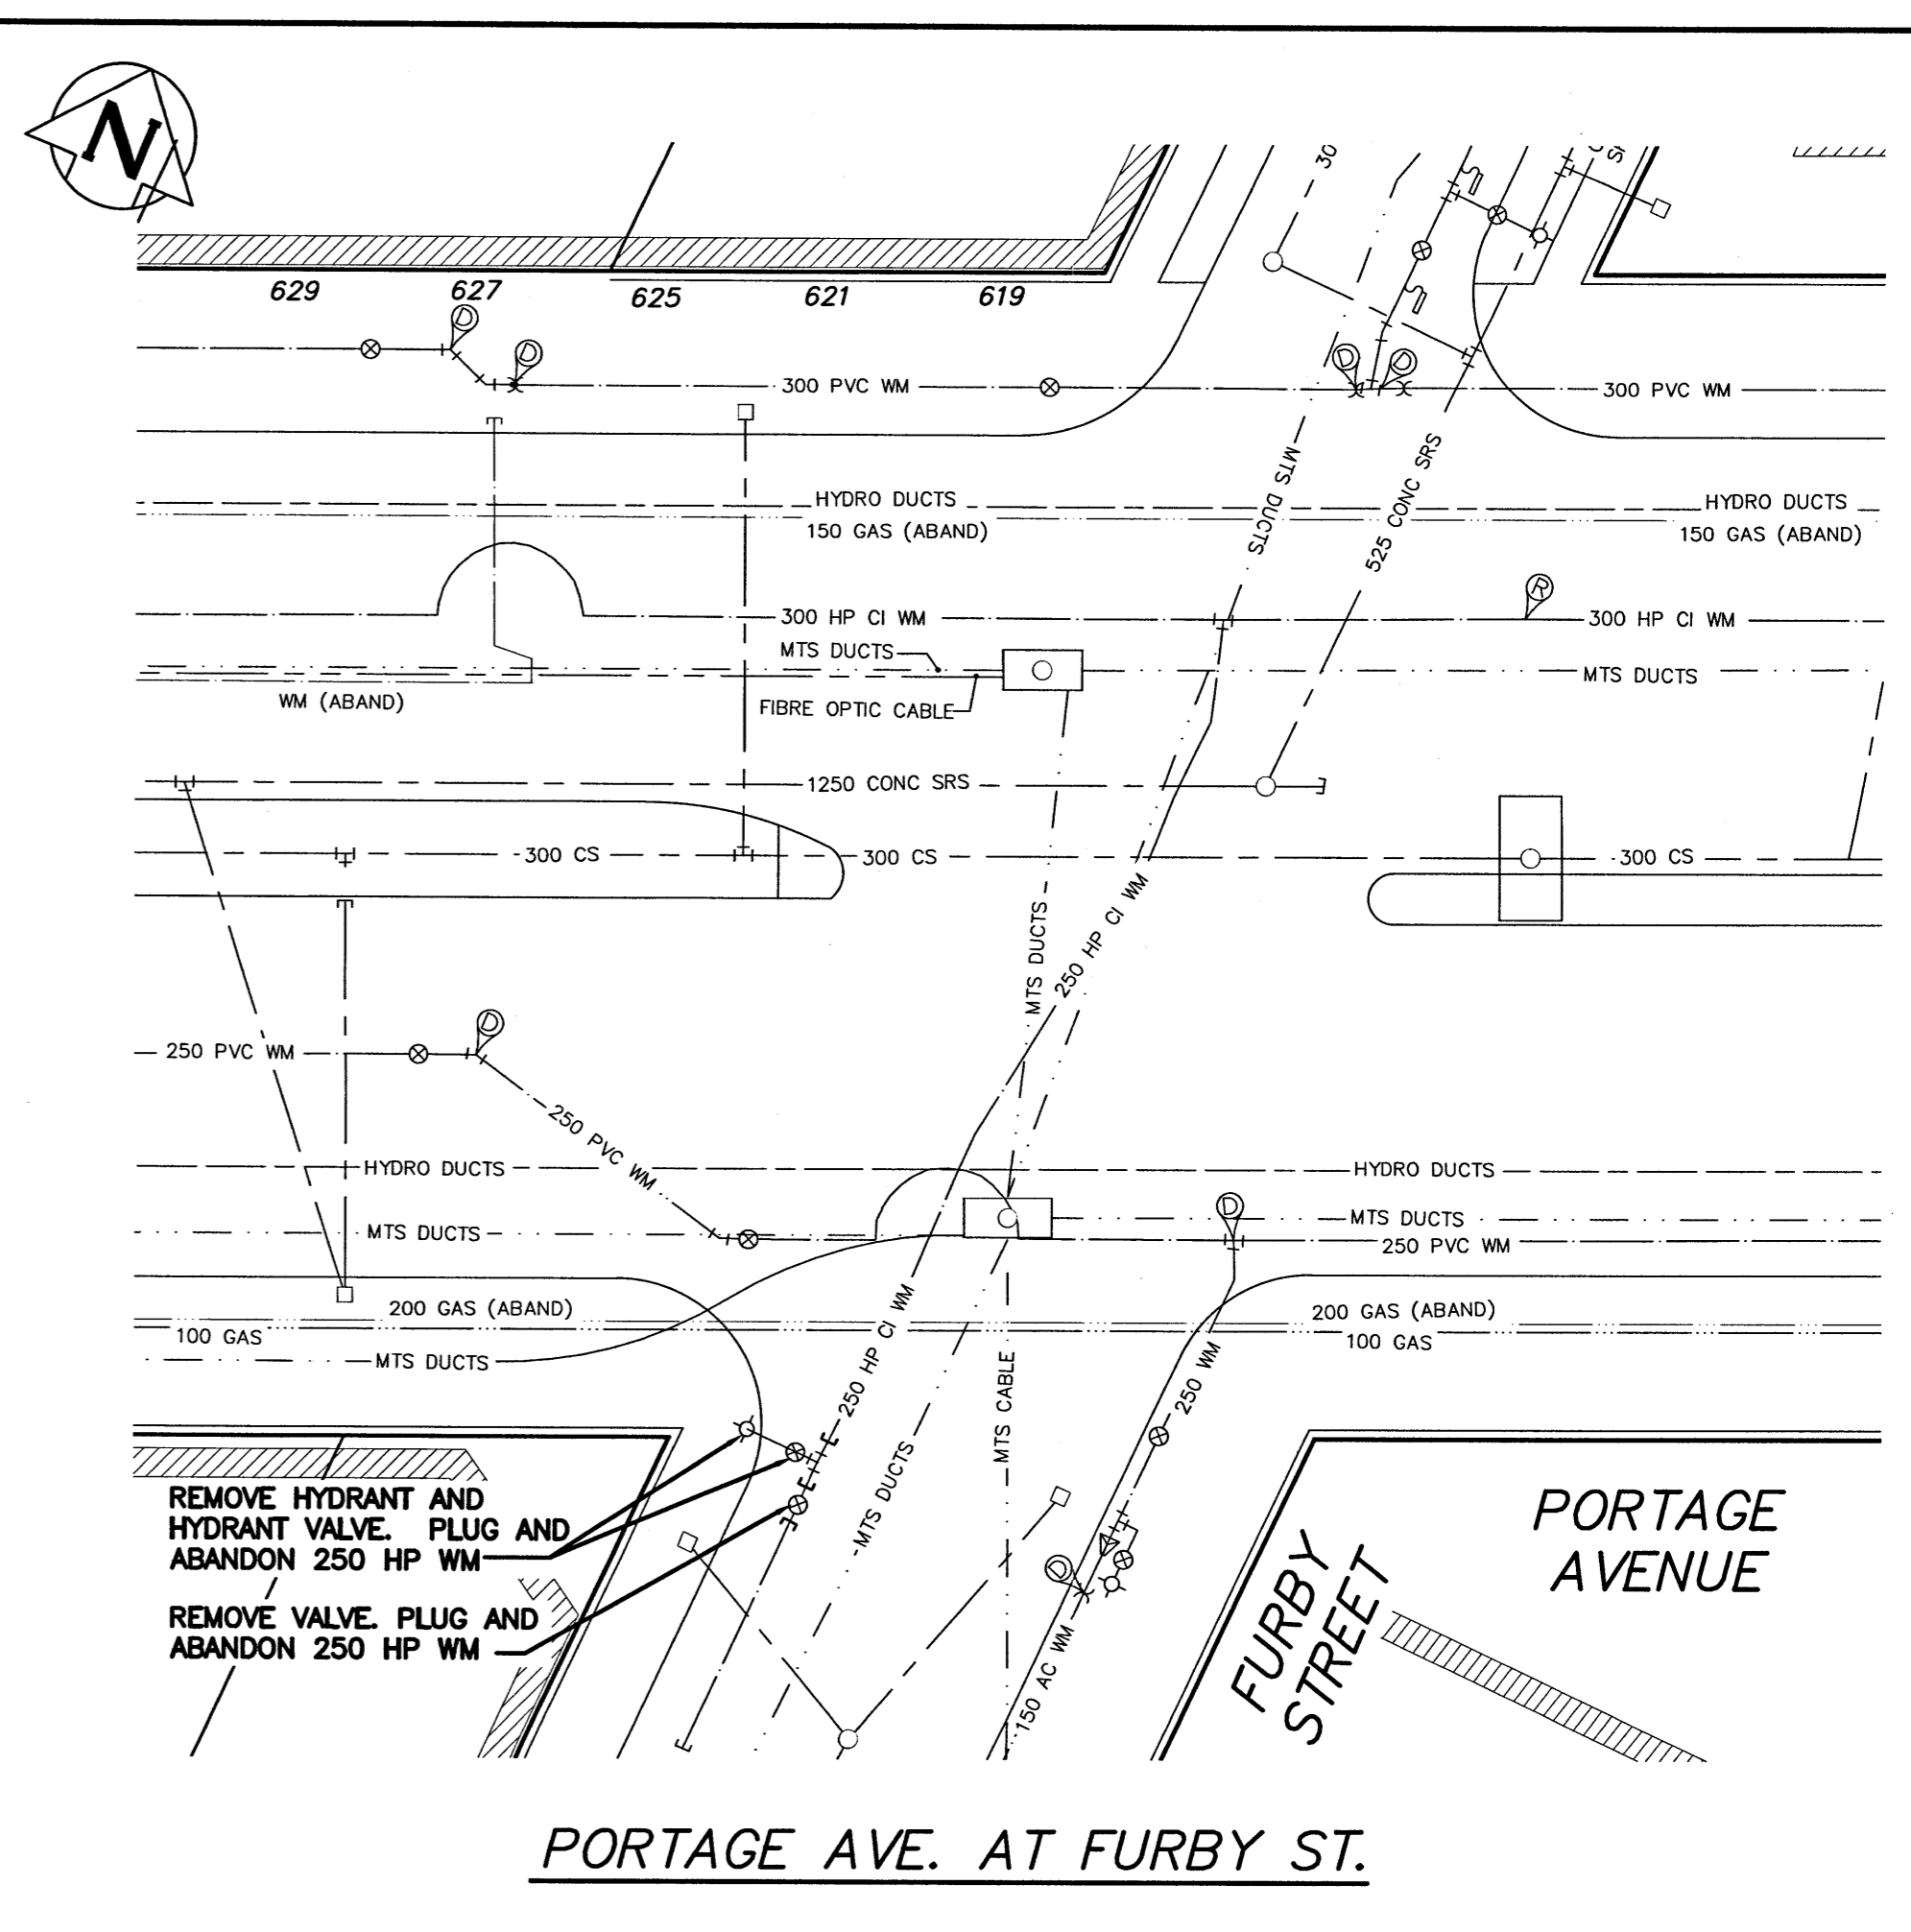 N
30
629
627
625
621
619
D
D
D
D
300 PVC WM
300 PVC WM
MTS DUCTS
525 CONC SRS
HYDRO DUCTS
HYDRO DUCTS
150 GAS (ABAND)
150 GAS (ABAND)
R
300 HP CI WM
300 HP CI WM
MTS DUCTS
MTS DUCTS
WM (ABAND)
FIBRE OPTIC CABLE
1250 CONC SRS
300 CS
300 CS
300 CS
MTS DUCTS
250 HP CI WM
D
250 PVC WM
250 PVC WM
HYDRO DUCTS
HYDRO DUCTS
D
MTS DUCTS
MTS DUCTS
250 PVC WM
200 GAS (ABAND)
200 GAS (ABAND)
100 GAS
100 GAS
MTS DUCTS
250 HP CI WM
MTS DUCTS
MTS CABLE
250 WM
D
150 AC WM
REMOVE HYDRANT AND
HYDRANT VALVE. PLUG AND
ABANDON 250 HP WM
REMOVE VALVE. PLUG AND
ABANDON 250 HP WM
PORTAGE
AVENUE
FURBY
STREET
PORTAGE AVE. AT FURBY ST.